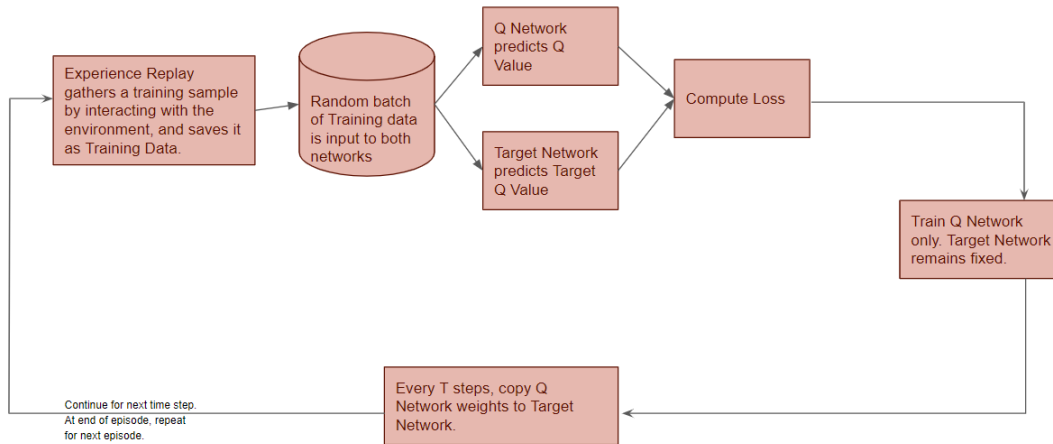 Experience Replay
gathers a training sample
by interacting with the
environment, and saves it
as Training Data.
Random batch
of Training data
is input to both
networks
Q Network
predicts Q
Value
Target Network
predicts Target
Q Value
Compute Loss
Train Q Network
only. Target Network
remains fixed.
Every T steps, copy Q
Network weights to Target
Network.
Continue for next time step.
At end of episode, repeat
for next episode.